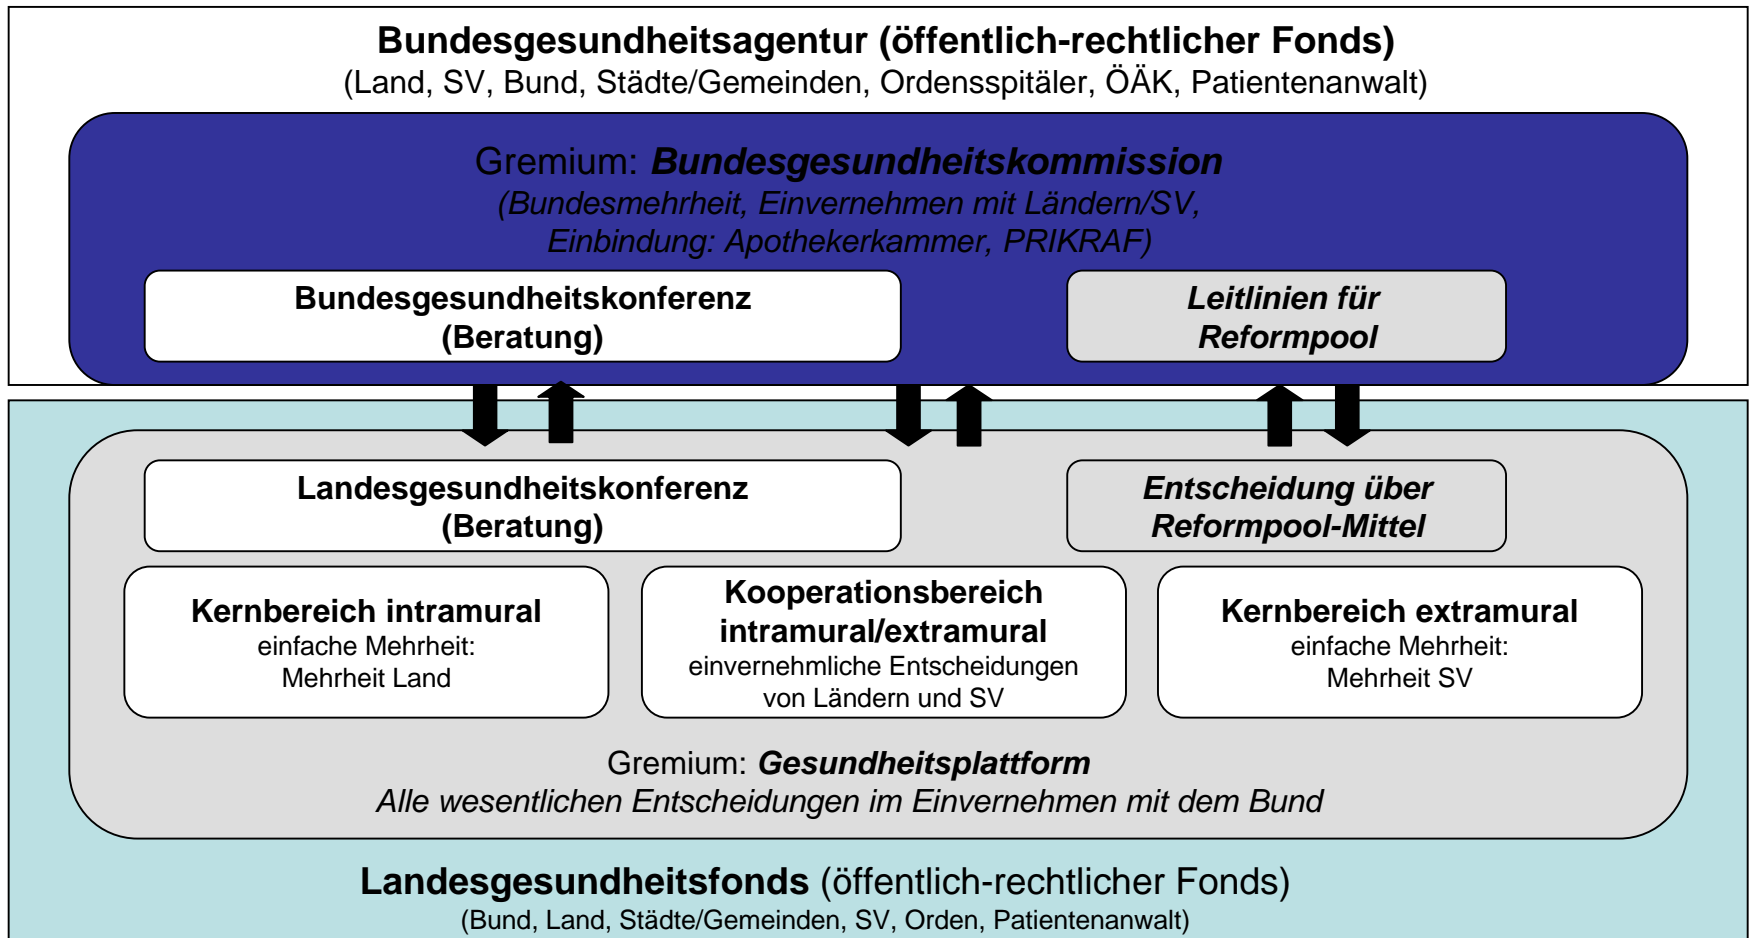 Bundesgesundheitsagentur (öffentlich-rechtlicher Fonds)
(Land, SV, Bund, Städte/Gemeinden, Ordensspitäler, ÖÄK, Patientenanwalt)
Gremium: Bundesgesundheitskommission
(Bundesmehrheit, Einvernehmen mit Ländern/SV,
Einbindung: Apothekerkammer, PRIKRAF)
Bundesgesundheitskonferenz
(Beratung)
Leitlinien für
Reformpool
Landesgesundheitskonferenz
(Beratung)
Entscheidung über
Reformpool-Mittel
Kernbereich intramural
einfache Mehrheit:
Mehrheit Land
Kooperationsbereich
intramural/extramural
einvernehmliche Entscheidungen
von Ländern und SV
Kernbereich extramural
einfache Mehrheit:
Mehrheit SV
Gremium: Gesundheitsplattform
Alle wesentlichen Entscheidungen im Einvernehmen mit dem Bund
Landesgesundheitsfonds (öffentlich-rechtlicher Fonds)
(Bund, Land, Städte/Gemeinden, SV, Orden, Patientenanwalt)